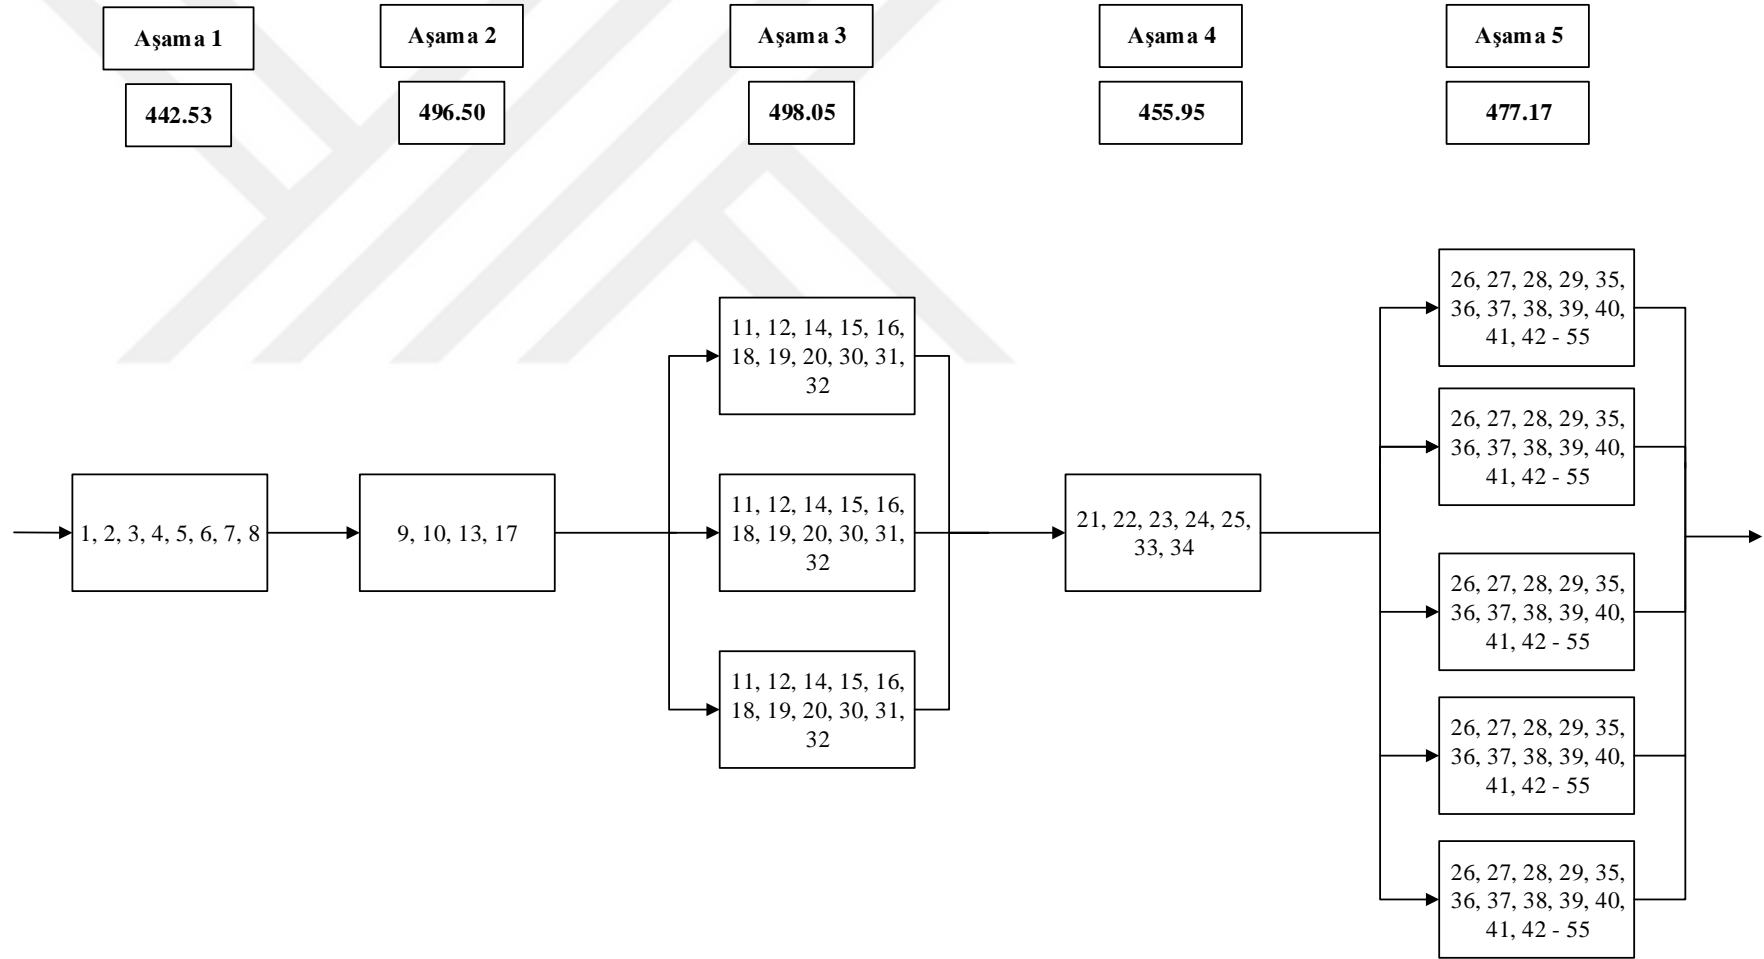 Aşama 1
Aşama 2
Aşama 3
Aşama 4
Aşama 5
442.53
496.50
498.05
455.95
477.17
1, 2, 3, 4, 5, 6, 7, 8
9, 10, 13, 17
11, 12, 14, 15, 16,
18, 19, 20, 30, 31,
32
11, 12, 14, 15, 16,
18, 19, 20, 30, 31,
32
11, 12, 14, 15, 16,
18, 19, 20, 30, 31,
32
21, 22, 23, 24, 25,
33, 34
26, 27, 28, 29, 35,
36, 37, 38, 39, 40,
41, 42 - 55
26, 27, 28, 29, 35,
36, 37, 38, 39, 40,
41, 42 - 55
26, 27, 28, 29, 35,
36, 37, 38, 39, 40,
41, 42 - 55
26, 27, 28, 29, 35,
36, 37, 38, 39, 40,
41, 42 - 55
26, 27, 28, 29, 35,
36, 37, 38, 39, 40,
41, 42 - 55